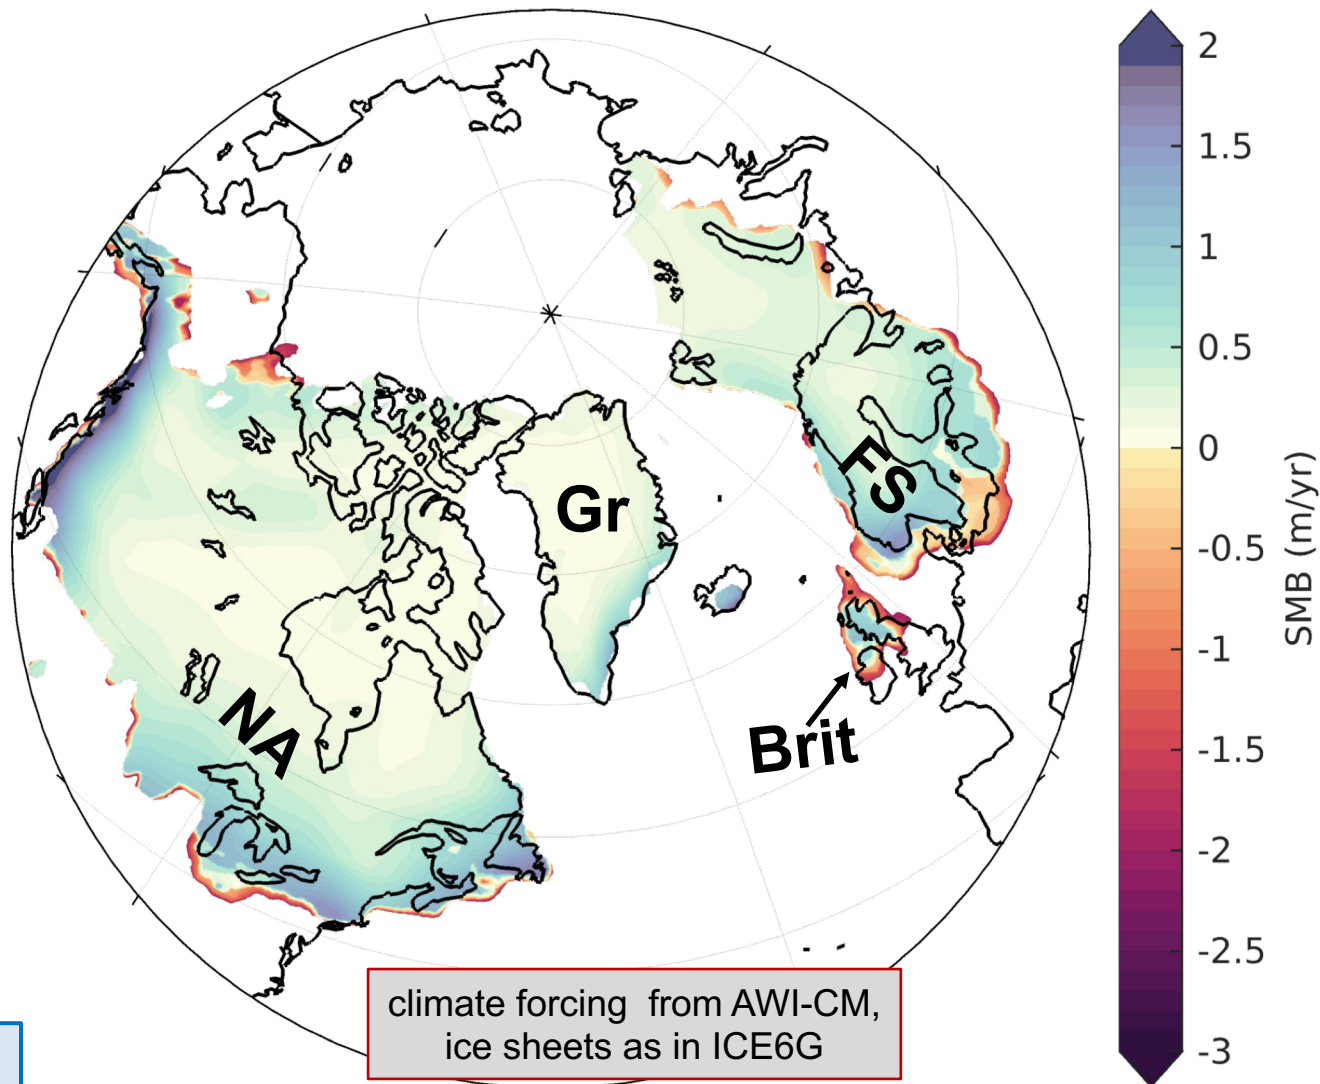 2
1.5
1
0.5
0
-0.5
-1
-1.5
-2
-2.5
-3
SMB (m/yr)
FS
Gr
NA
Brit
climate forcing from AWI-CM,
ice sheets as in ICE6G